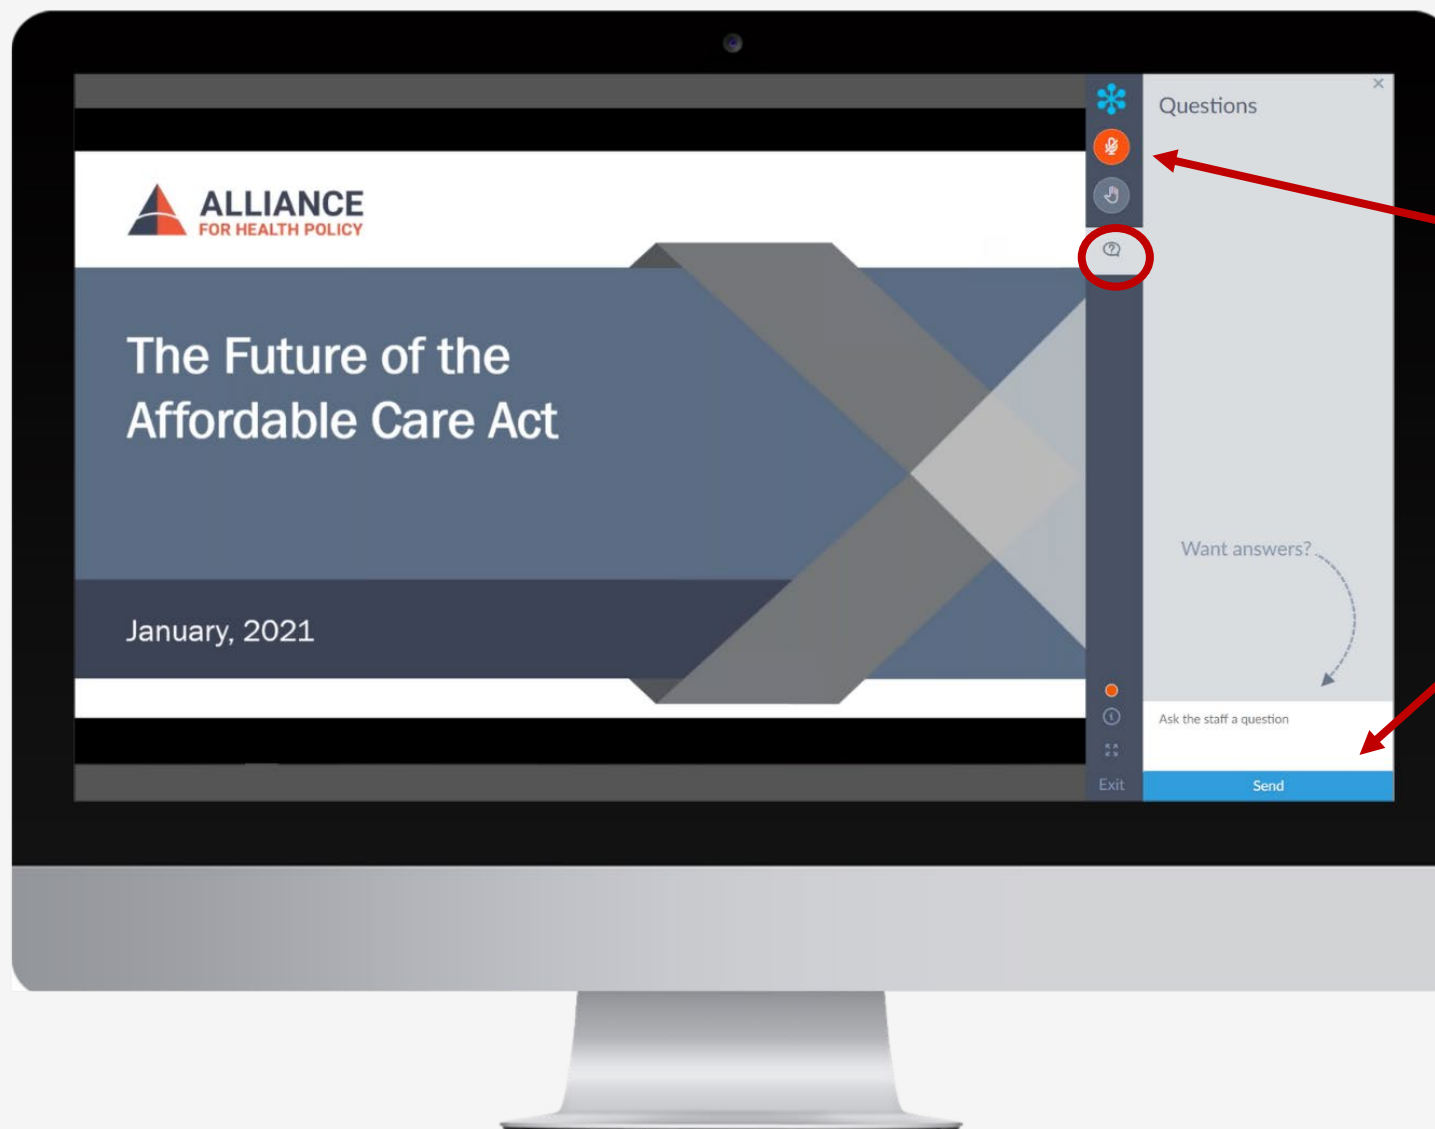 ALLIANCE
FOR HEALTH POLICY
The Future of the
Affordable Care Act
January, 2021
Questions
Want answers?
Ask the staff a question
Exit
Send